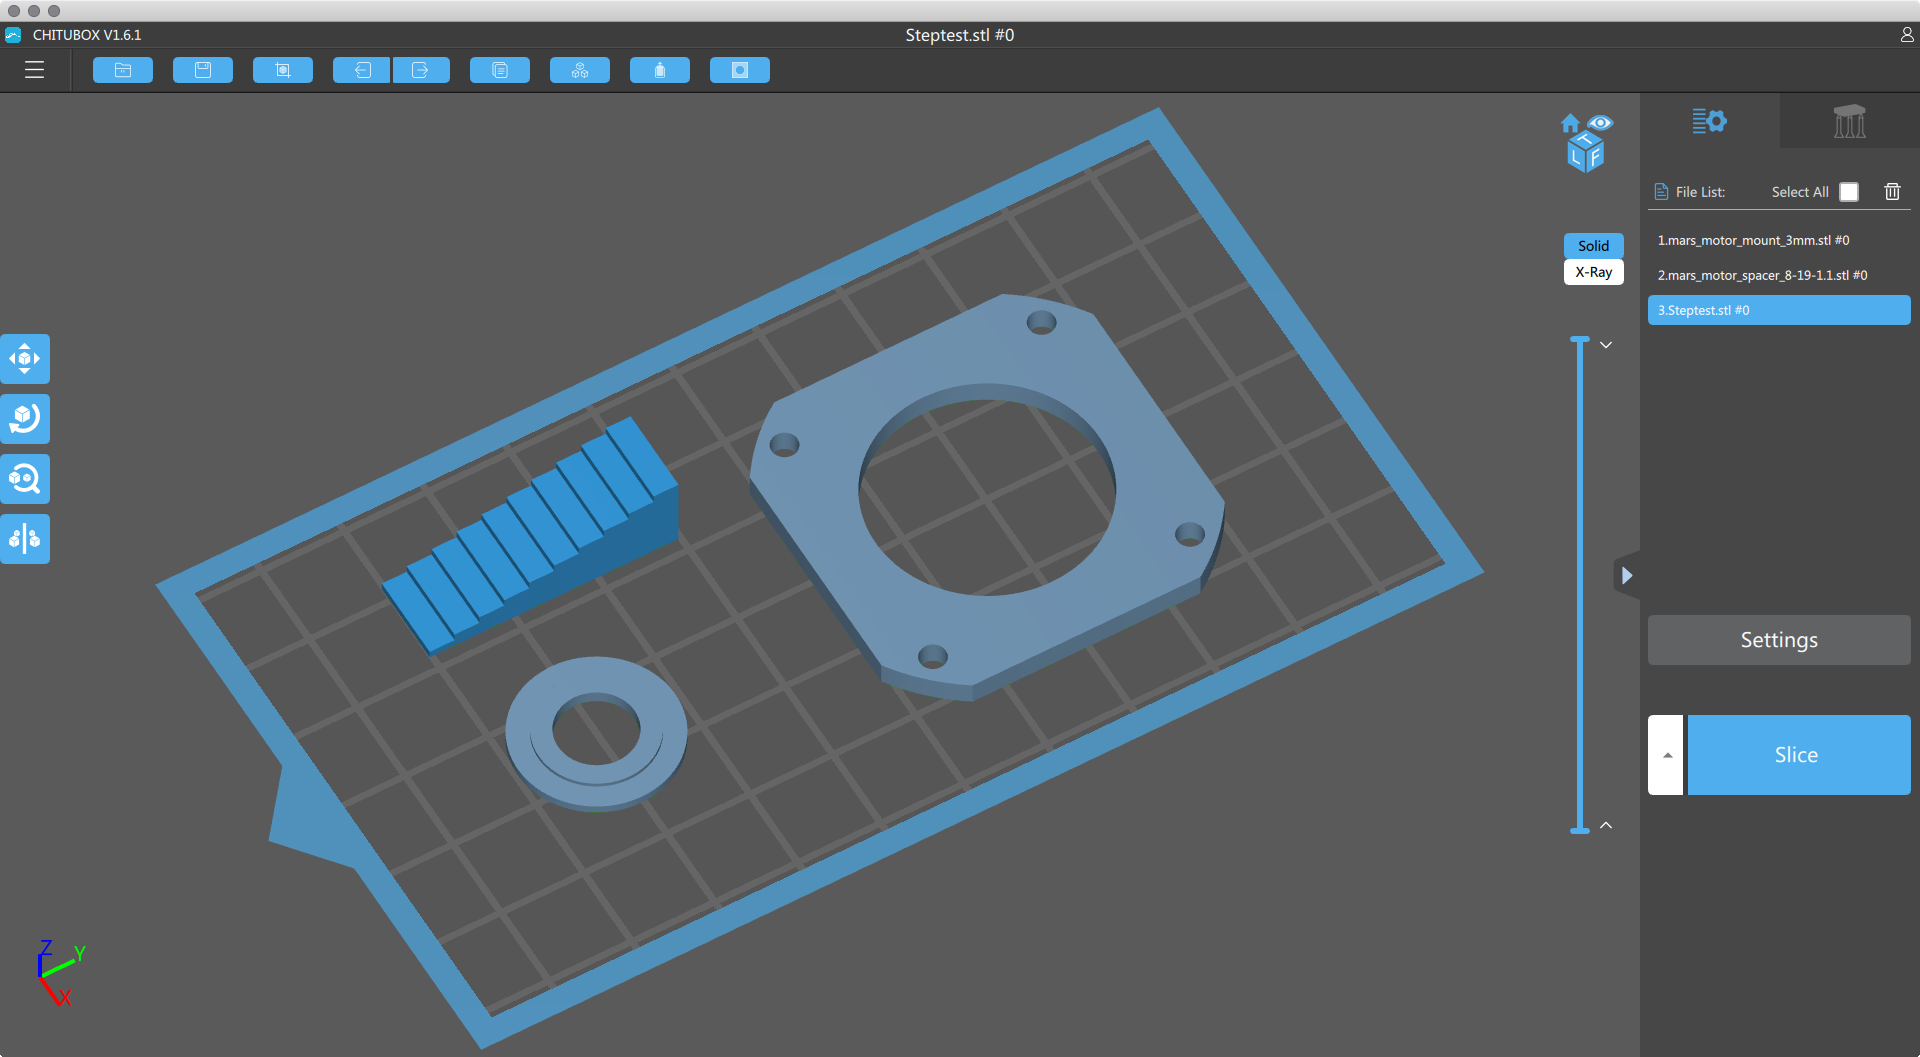 CHITUBOX V1.6.1
Steptest.stl #0
T
L F
File List:
Select All
Solid
X-Ray
1.mars_motor_mount_3mm.stl #0
2.mars_motor_spacer_8-19-1.1.stl #0
3.Steptest.stl #0
Settings
Slice
Z
Y
X